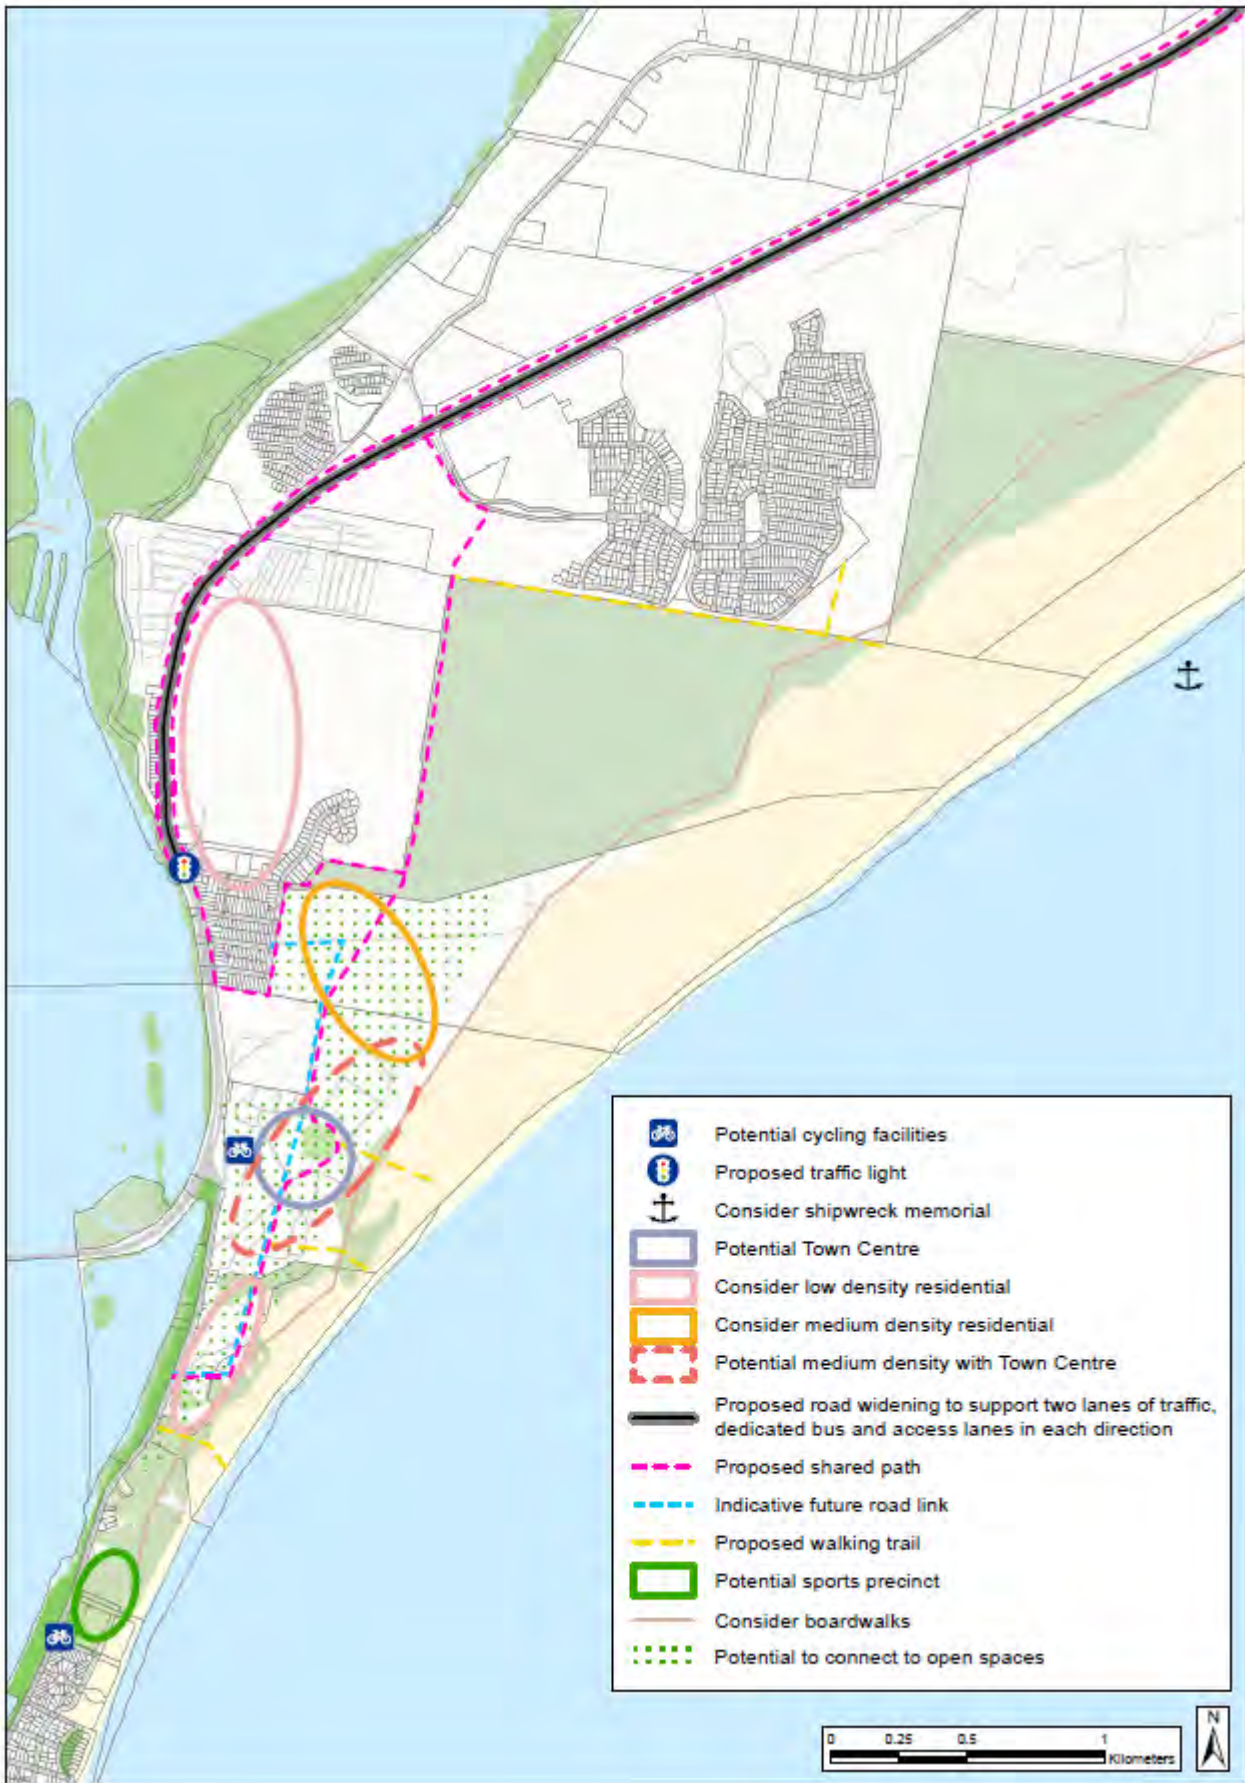 Potential cycling facilities
Proposed traffic light
Consider shipwreck memorial
Potential Town Centre
Consider low density residential
Consider medium density residential
Potential medium density with Town Centre
Proposed road widening to support two lanes of traffic,
dedicated bus and access lanes in each direction
Proposed shared path
Indicative future road link
Proposed walking trail
Potential sports precinct
Consider boardwalks
Potential to connect to open spaces
0 0.25 0.5 1
Kilometers
N